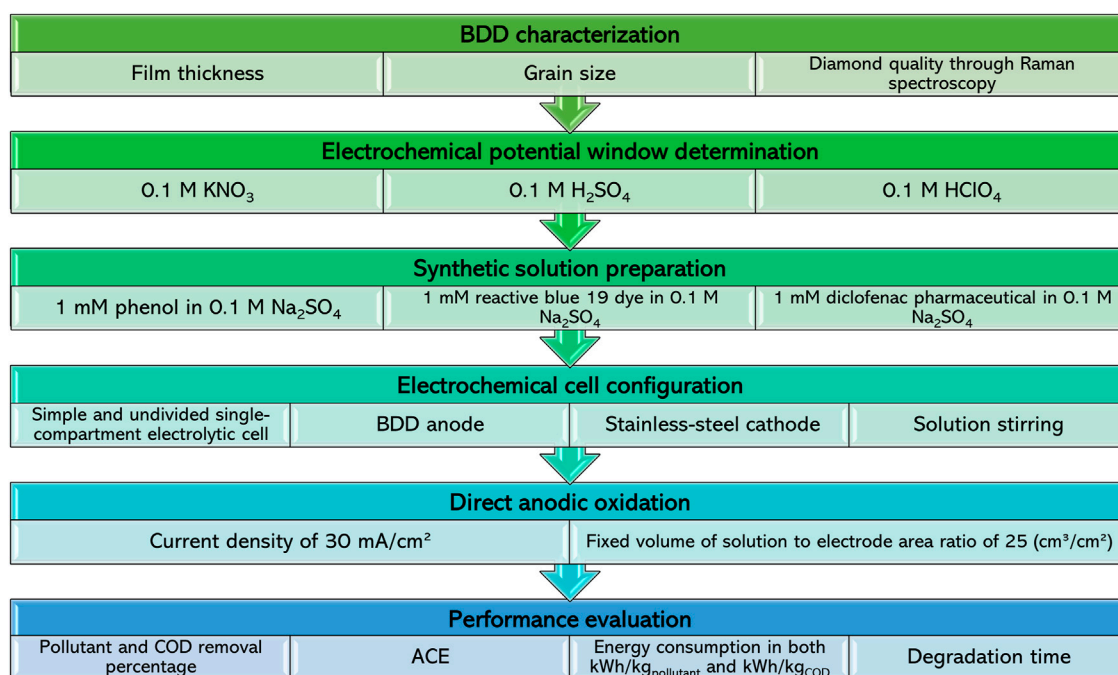 BDD characterization
Film thickness
Grain size
Diamond quality through Raman
spectroscopy
Electrochemical potential window determination
0.1 M KNO₃
0.1 M H₂SO₄
0.1 M HClO₄
Synthetic solution preparation
1 mM phenol in 0.1 M Na₂SO₄
1 mM reactive blue 19 dye in 0.1 M
Na₂SO₄
1 mM diclofenac pharmaceutical in 0.1 M
Na₂SO₄
Electrochemical cell configuration
Simple and undivided single-
compartment electrolytic cell
BDD anode
Stainless-steel cathode
Solution stirring
Direct anodic oxidation
Current density of 30 mA/cm²
Fixed volume of solution to electrode area ratio of 25 (cm³/cm²)
Performance evaluation
Pollutant and COD removal
percentage
ACE
Energy consumption in both
kWh/kg_pollutant and kWh/kg_COD
Degradation time